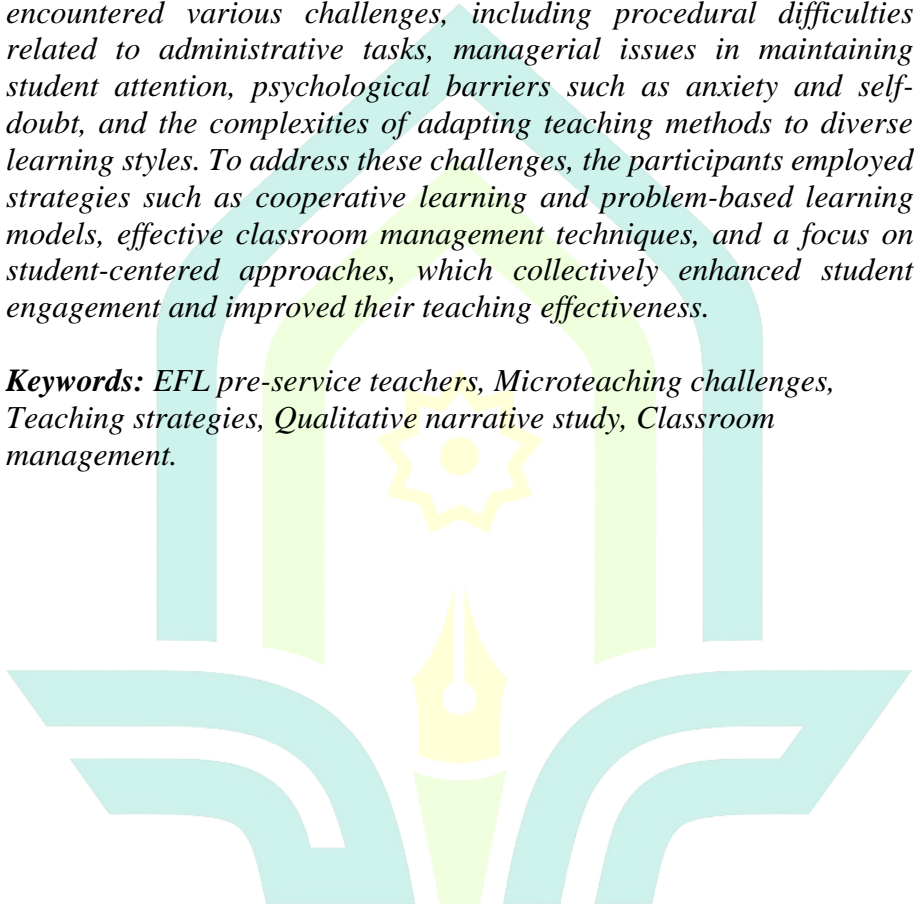 encountered various challenges, including procedural difficulties
related to administrative tasks, managerial issues in maintaining
student attention, psychological barriers such as anxiety and self-
doubt, and the complexities of adapting teaching methods to diverse
learning styles. To address these challenges, the participants employed
strategies such as cooperative learning and problem-based learning
models, effective classroom management techniques, and a focus on
student-centered approaches, which collectively enhanced student
engagement and improved their teaching effectiveness.
Keywords: EFL pre-service teachers, Microteaching challenges,
Teaching strategies, Qualitative narrative study, Classroom
management.